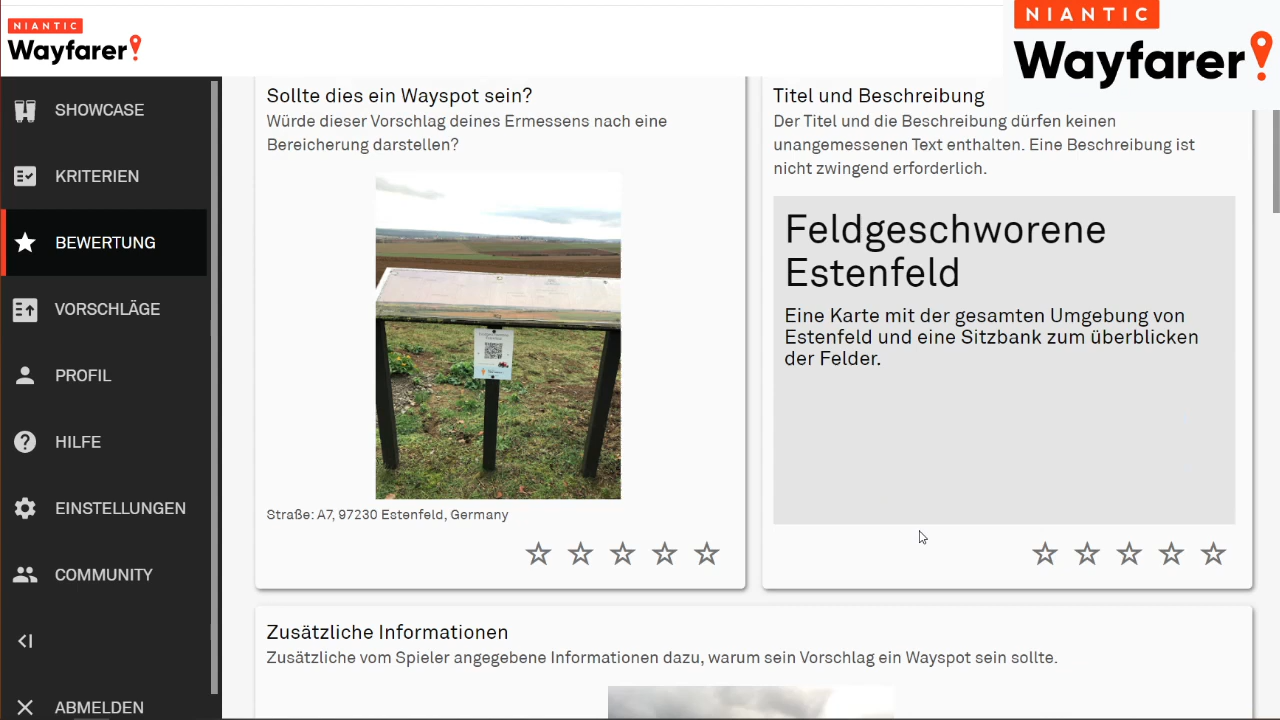 NIANTIC
Wayfarer!
NIANTIC
Wayfarer!
SHOWCASE
KRITERIEN
BEWERTUNG
VORSCHLÄGE
PROFIL
HILFE
EINSTELLUNGEN
COMMUNITY
ABMELDEN
Sollte dies ein Wayspot sein?
Würde dieser Vorschlag deines Ermessens nach eine
Bereicherung darstellen?
Straße: A7, 97230 Estenfeld, Germany
Titel und Beschreibung
Der Titel und die Beschreibung dürfen keinen
unangemessenen Text enthalten. Eine Beschreibung ist
nicht zwingend erforderlich.
Feldgeschworene
Estenfeld
Eine Karte mit der gesamten Umgebung von
Estenfeld und eine Sitzbank zum überblicken
der Felder.
Zusätzliche Informationen
Zusätzliche vom Spieler angegebene Informationen dazu, warum sein Vorschlag ein Wayspot sein sollte.